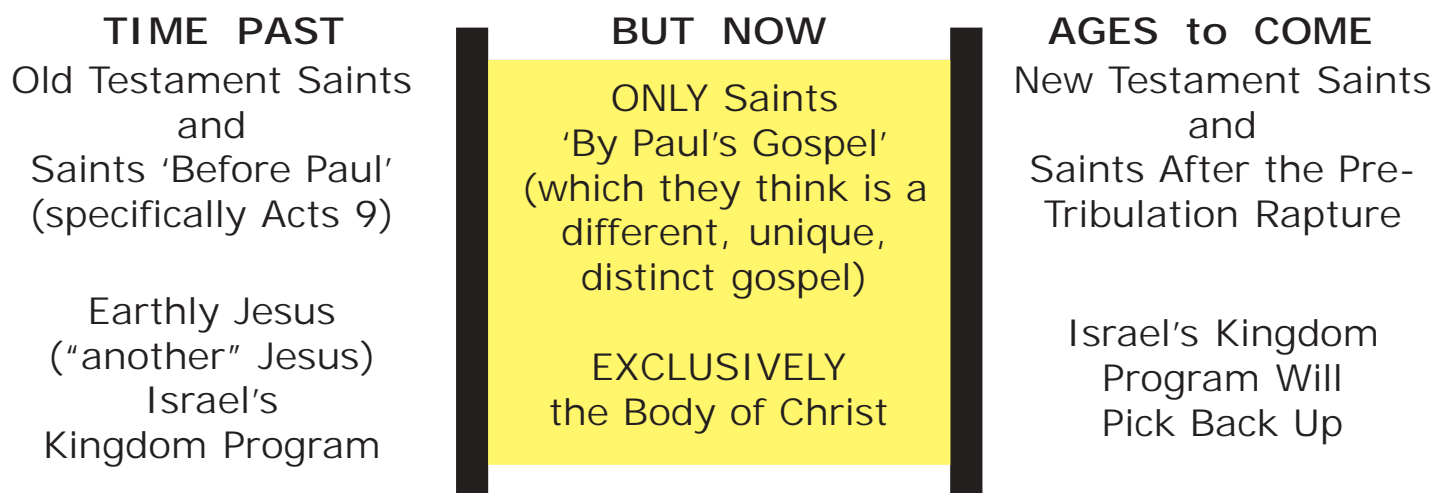 TIME PAST
Old Testament Saints
and
Saints ‘Before Paul’
(specifically Acts 9)
Earthly Jesus
(“another” Jesus)
Israel’s
Kingdom Program
BUT NOW
ONLY Saints
‘By Paul’s Gospel’
(which they think is a
different, unique,
distinct gospel)
EXCLUSIVELY
the Body of Christ
AGES to COME
New Testament Saints
and
Saints After the Pre-
Tribulation Rapture
Israel’s Kingdom
Program Will
Pick Back Up